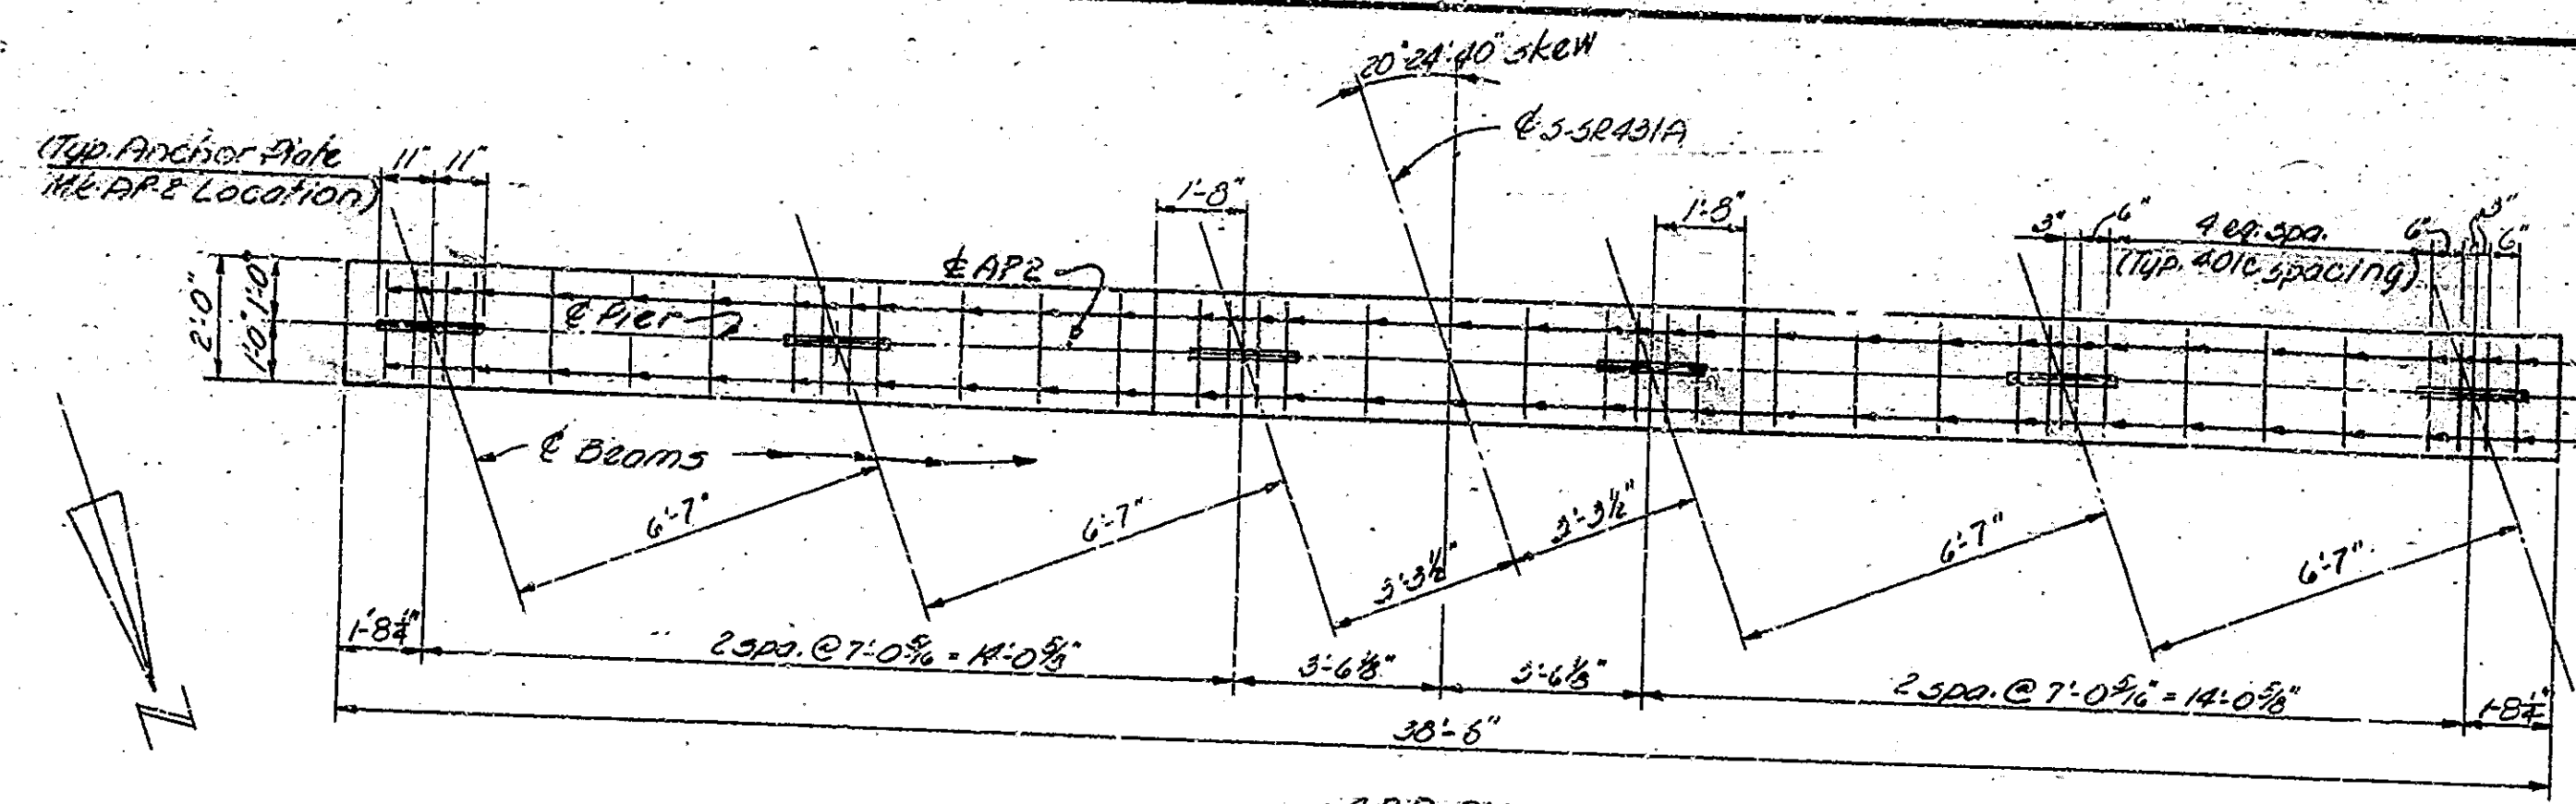 20°-24'-40" skew
℄ S-SR431A
(Typ. Anchor Plate
Mk. AP-2 Location)
11" 11"
1'-8"
1'-8"
3" 6"
4 eq. spa.
(Typ. 401c spacing)
6" 3" 6"
2'-0"
1'-0" 1'-0"
℄ Pier
℄ AP2
℄ Beams
6'-7"
6'-7"
3'-3½"
3'-3½"
6'-7"
6'-7"
1'-8¼"
2 spa. @ 7'-0 5/16" = 14'-0 5/8"
3'-6⅛"
3'-6⅛"
2 spa. @ 7'-0 5/16" = 14'-0 5/8"
1'-8¼"
38'-6"